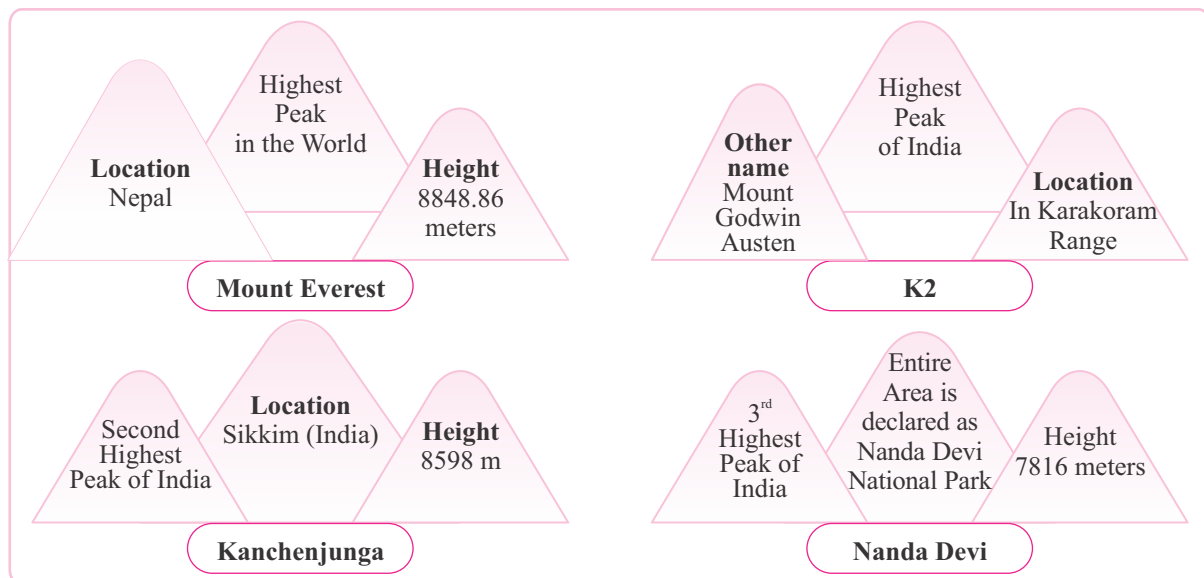 Location
Nepal
Highest
Peak
in the World
Height
8848.86
meters
Mount Everest
Other
name
Mount
Godwin
Austen
Highest
Peak
of India
Location
In Karakoram
Range
K2
Second
Highest
Peak of India
Location
Sikkim (India)
Height
8598 m
Kanchenjunga
3rd
Highest
Peak of
India
Entire
Area is
declared as
Nanda Devi
National Park
Height
7816 meters
Nanda Devi